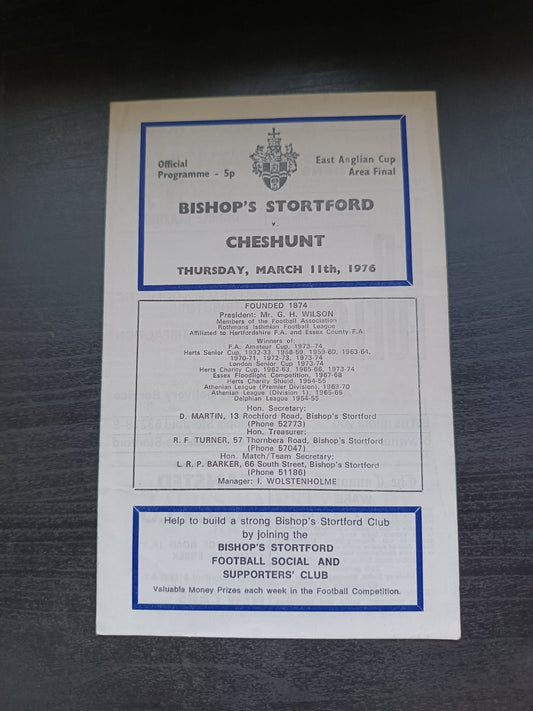 Official
Programme - 5p
East Anglian Cup
Area Final
BISHOP'S STORTFORD
v.
CHESHUNT
THURSDAY, MARCH 11th, 1976
FOUNDED 1874
President: Mr. G. H. WILSON
Members of the Football Association
Rothmans Isthmian Football League
Affiliated to Hertfordshire F.A. and Essex County F.A.
Winners of:
F.A. Amateur Cup, 1973-74
Herts Senior Cup, 1932-33, 1958-59, 1959-60, 1963-64,
1970-71, 1972-73, 1973-74
London Senior Cup 1973-74
Herts Charity Cup, 1962-63, 1965-66, 1973-74
Essex Floodlight Competition, 1967-68
Herts Charity Shield, 1954-55
Athenian League (Premier Division), 1969-70
Athenian League (Division 1), 1965-66
Delphian League 1954-55
Hon. Secretary:
D. MARTIN, 13 Rochford Road, Bishop's Stortford
(Phone 52773)
Hon. Treasurer:
R. F. TURNER, 57 Thornbera Road, Bishop's Stortford
(Phone 57047)
Hon. Match/Team Secretary:
L. R. P. BARKER, 66 South Street, Bishop's Stortford
(Phone 51186)
Manager: I. WOLSTENHOLME
Help to build a strong Bishop's Stortford Club
by joining the
BISHOP'S STORTFORD
FOOTBALL SOCIAL AND
SUPPORTERS' CLUB
Valuable Money Prizes each week in the Football Competition.